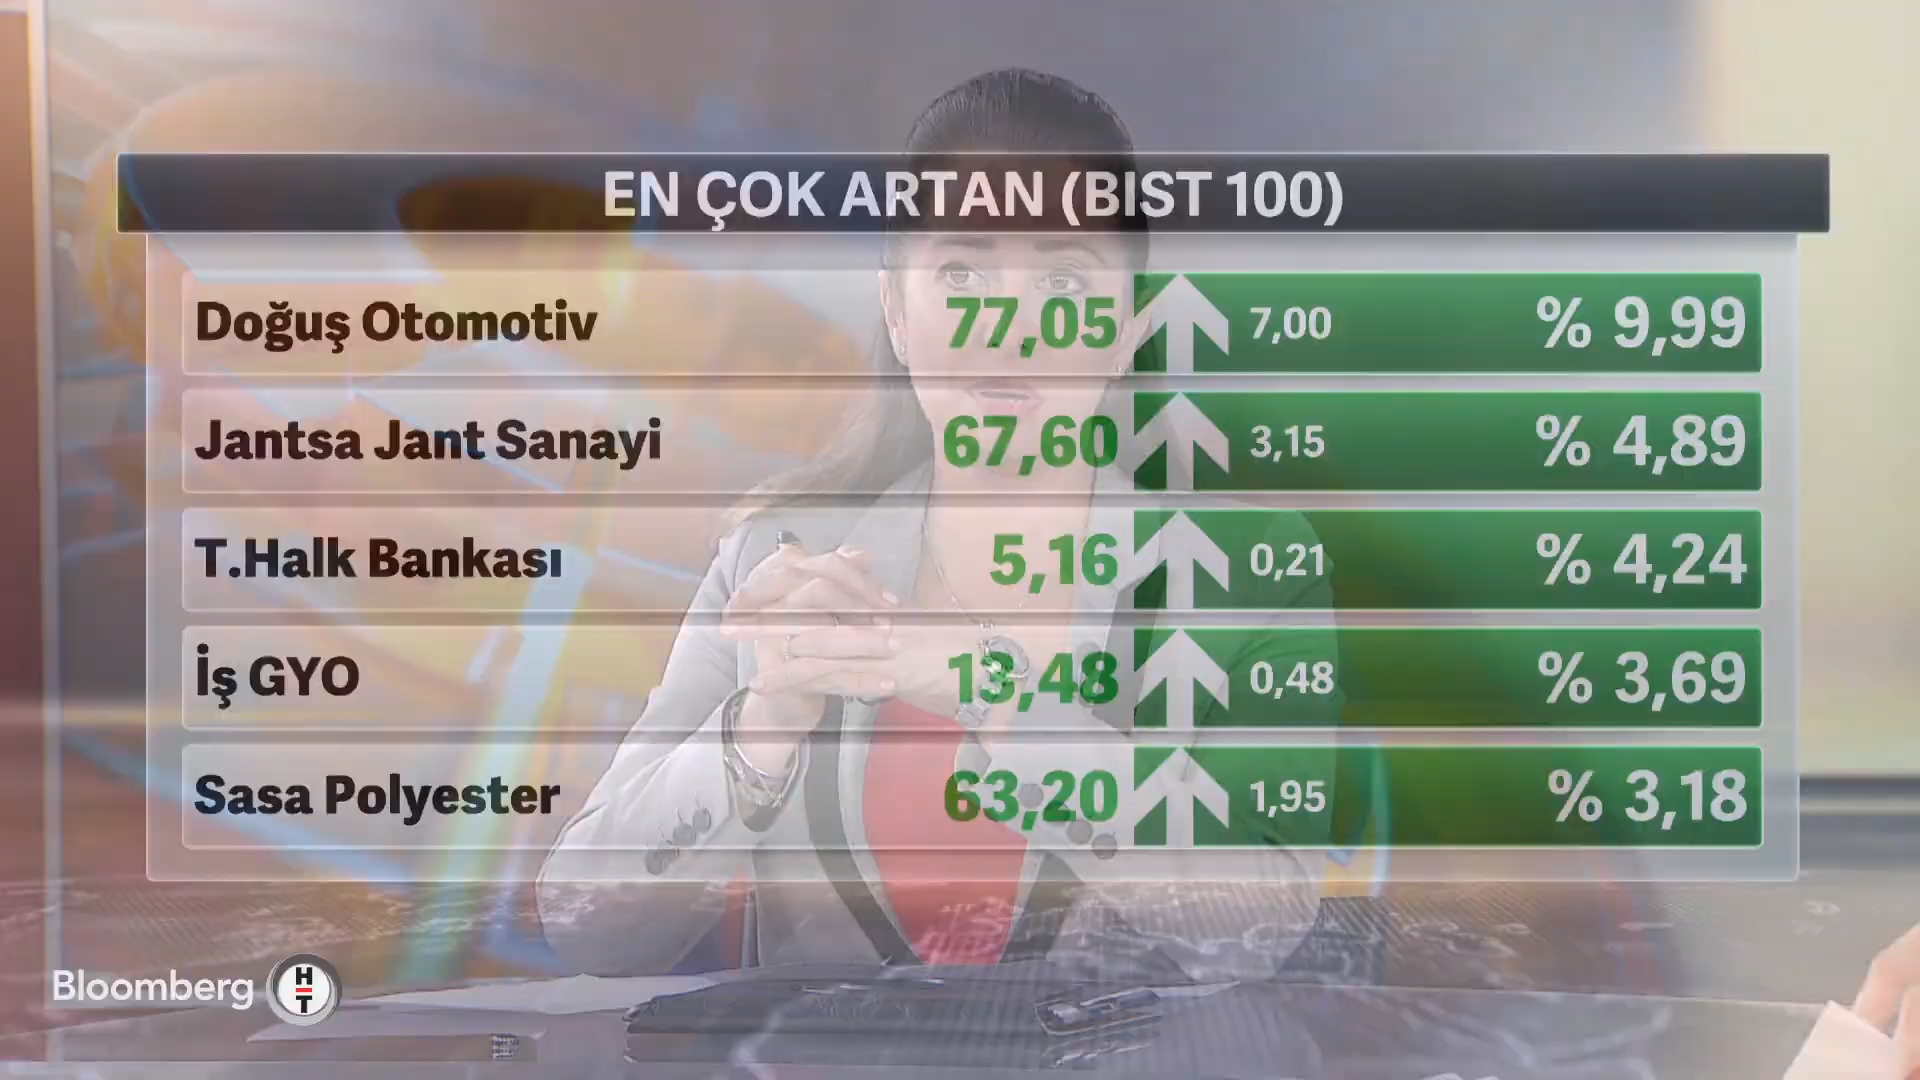 EN ÇOK ARTAN (BIST 100)
Doğuş Otomotiv 77,05 7,00 % 9,99
Jantsa Jant Sanayi 67,60 3,15 % 4,89
T.Halk Bankası 5,16 0,21 % 4,24
İş GYO 13,48 0,48 % 3,69
Sasa Polyester 63,20 1,95 % 3,18
Bloomberg HT